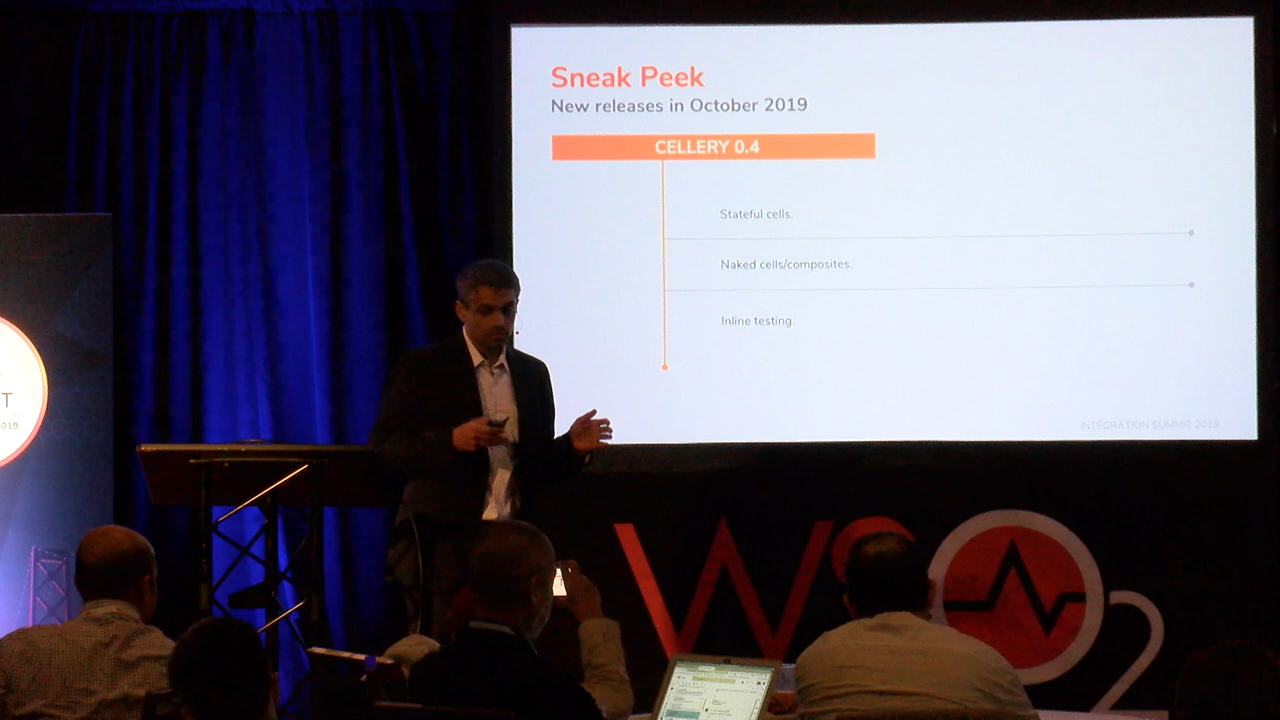 Sneak Peek
New releases in October 2019
CELLERY 0.4
Stateful cells.
Naked cells/composites.
Inline testing.
INTEGRATION SUMMIT 2019
T
2019
WSO2